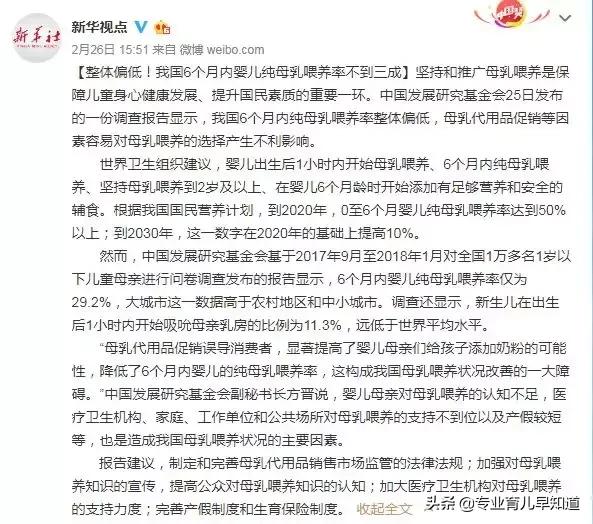 新华社
XINHUA NEWS AGENCY
新华视点
2月26日 15:51 来自 微博 weibo.com
【整体偏低！我国6个月内婴儿纯母乳喂养率不到三成】坚持和推广母乳喂养是保
障儿童身心健康发展、提升国民素质的重要一环。中国发展研究基金会25日发布
的一份调查报告显示，我国6个月内纯母乳喂养率整体偏低，母乳代用品促销等因
素容易对母乳喂养的选择产生不利影响。
世界卫生组织建议，婴儿出生后1小时内开始母乳喂养、6个月内纯母乳喂
养、坚持母乳喂养到2岁及以上、在婴儿6个月龄时开始添加有足够营养和安全的
辅食。根据我国国民营养计划，到2020年，0至6个月婴儿纯母乳喂养率达到50%
以上；到2030年，这一数字在2020年的基础上提高10%。
然而，中国发展研究基金会基于2017年9月至2018年1月对全国1万多名1岁以
下儿童母亲进行问卷调查发布的报告显示，6个月内婴儿纯母乳喂养率仅为
29.2%，大城市这一数据高于农村地区和中小城市。调查还显示，新生儿在出生
后1小时内开始吸吮母亲乳房的比例为11.3%，远低于世界平均水平。
“母乳代用品促销误导消费者，显著提高了婴儿母亲们给孩子添加奶粉的可能
性，降低了6个月内婴儿的纯母乳喂养率，这构成我国母乳喂养状况改善的一大障
碍。”中国发展研究基金会副秘书长方晋说，婴儿母亲对母乳喂养的认知不足，医
疗卫生机构、家庭、工作单位和公共场所对母乳喂养的支持不到位以及产假较短
等，也是造成我国母乳喂养状况的主要因素。
报告建议，制定和完善母乳代用品销售市场监管的法律法规；加强对母乳喂
养知识的宣传，提高公众对母乳喂养知识的认知；加大医疗卫生机构对母乳喂养
的支持力度；完善产假制度和生育保险制度。 收起全文
头条 @专业育儿早知道